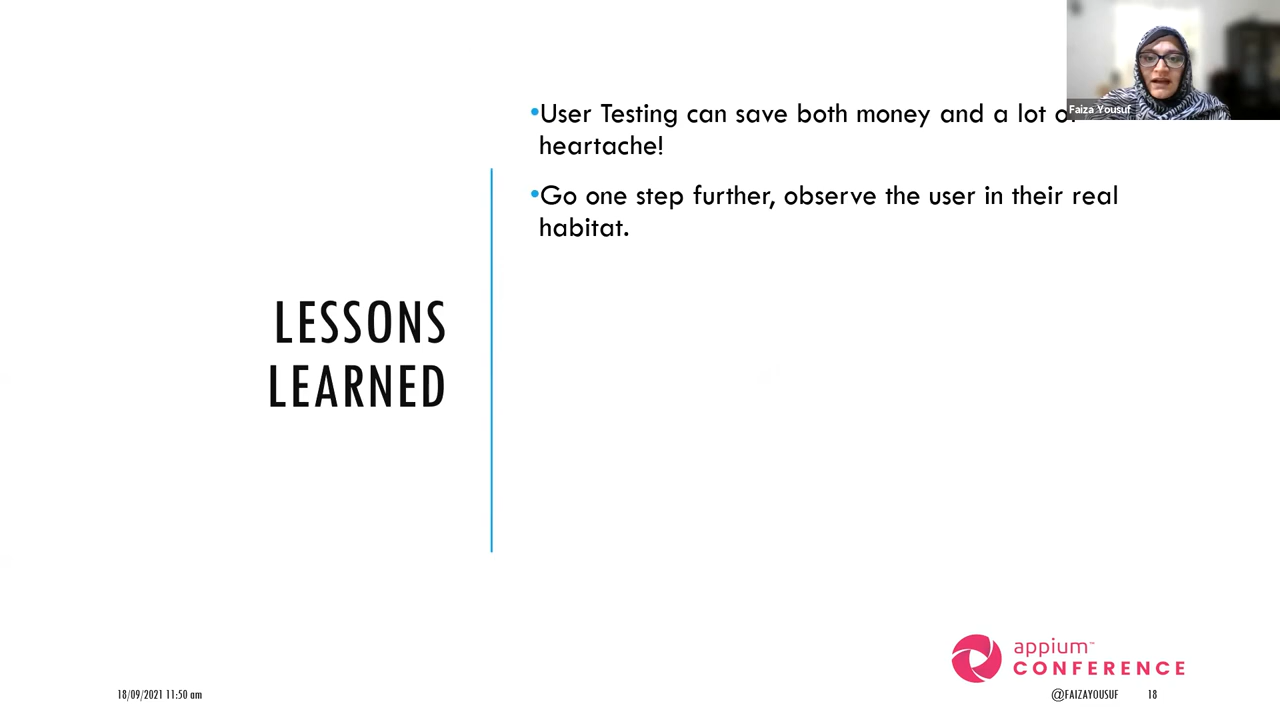 Faiza Yousuf
•User Testing can save both money and a lot of
heartache!
•Go one step further, observe the user in their real
habitat.
LESSONS
LEARNED
appium™
CONFERENCE
18/09/2021 11:50 am
@FAIZAYOUSUF
18